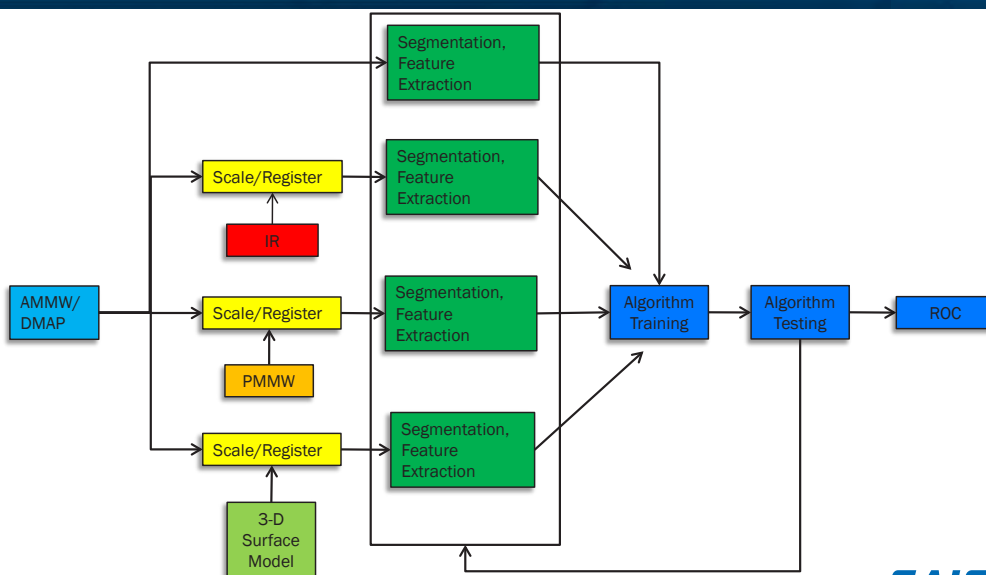 Segmentation,
Feature
Extraction
Segmentation,
Feature
Extraction
Scale/Register
IR
AMMW/
DMAP
Scale/Register
Segmentation,
Feature
Extraction
Algorithm
Training
Algorithm
Testing
ROC
PMMW
Scale/Register
Segmentation,
Feature
Extraction
3-D
Surface
Model